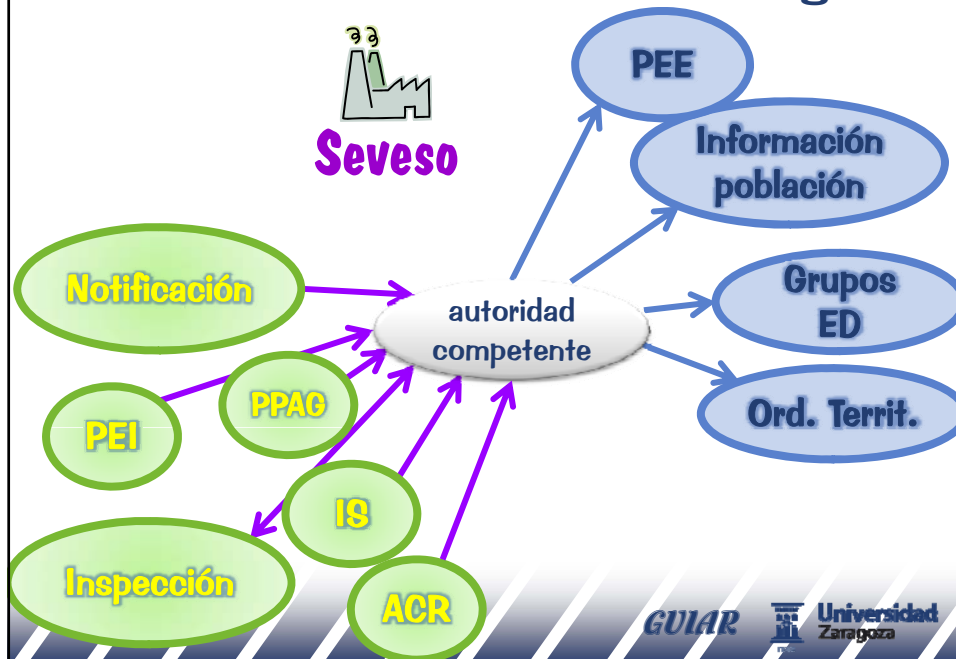 PEE
Seveso
Información
población
Notificación
autoridad
competente
Grupos
ED
PPAG
PEI
Ord. Territ.
IS
Inspección
ACR
GUIAR
Universidad
Zaragoza